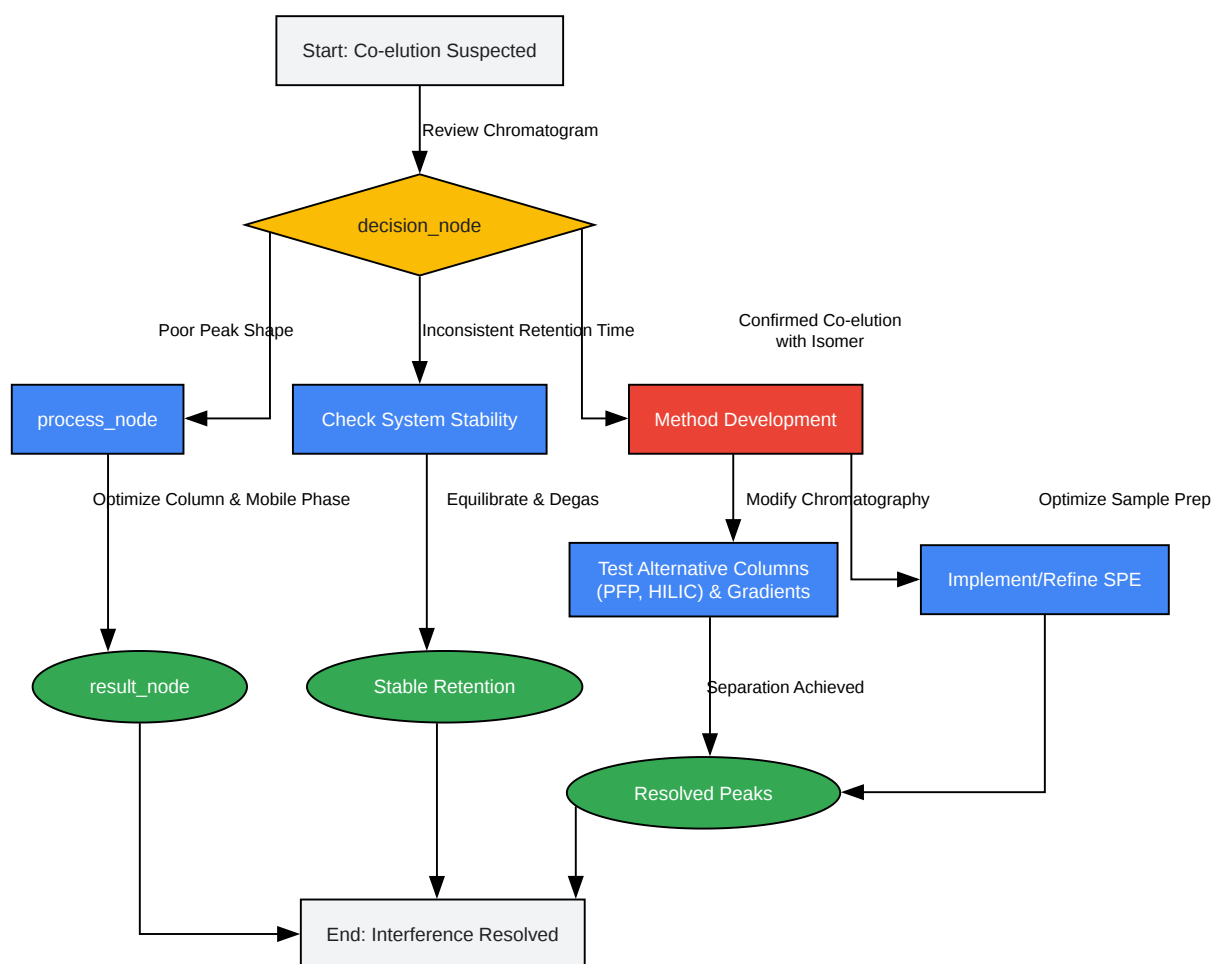 Start: Co-elution Suspected
Review Chromatogram
decision_node
Poor Peak Shape
Inconsistent Retention Time
Confirmed Co-elution
with Isomer
process_node
Check System Stability
Method Development
Optimize Column & Mobile Phase
Equilibrate & Degas
Modify Chromatography
Optimize Sample Prep
Test Alternative Columns
(PFP, HILIC) & Gradients
Implement/Refine SPE
result_node
Stable Retention
Separation Achieved
Resolved Peaks
End: Interference Resolved